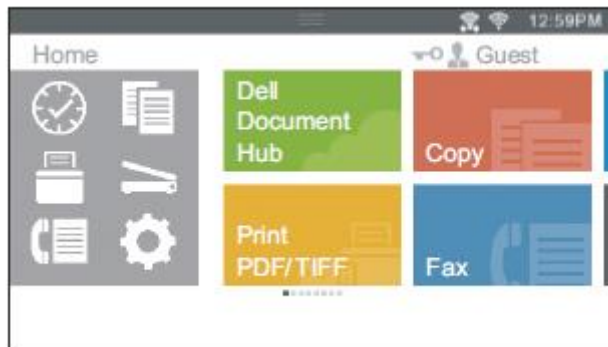 12:59PM
Home
Guest
Dell
Document
Hub
Copy
Print
PDF/TIFF
Fax